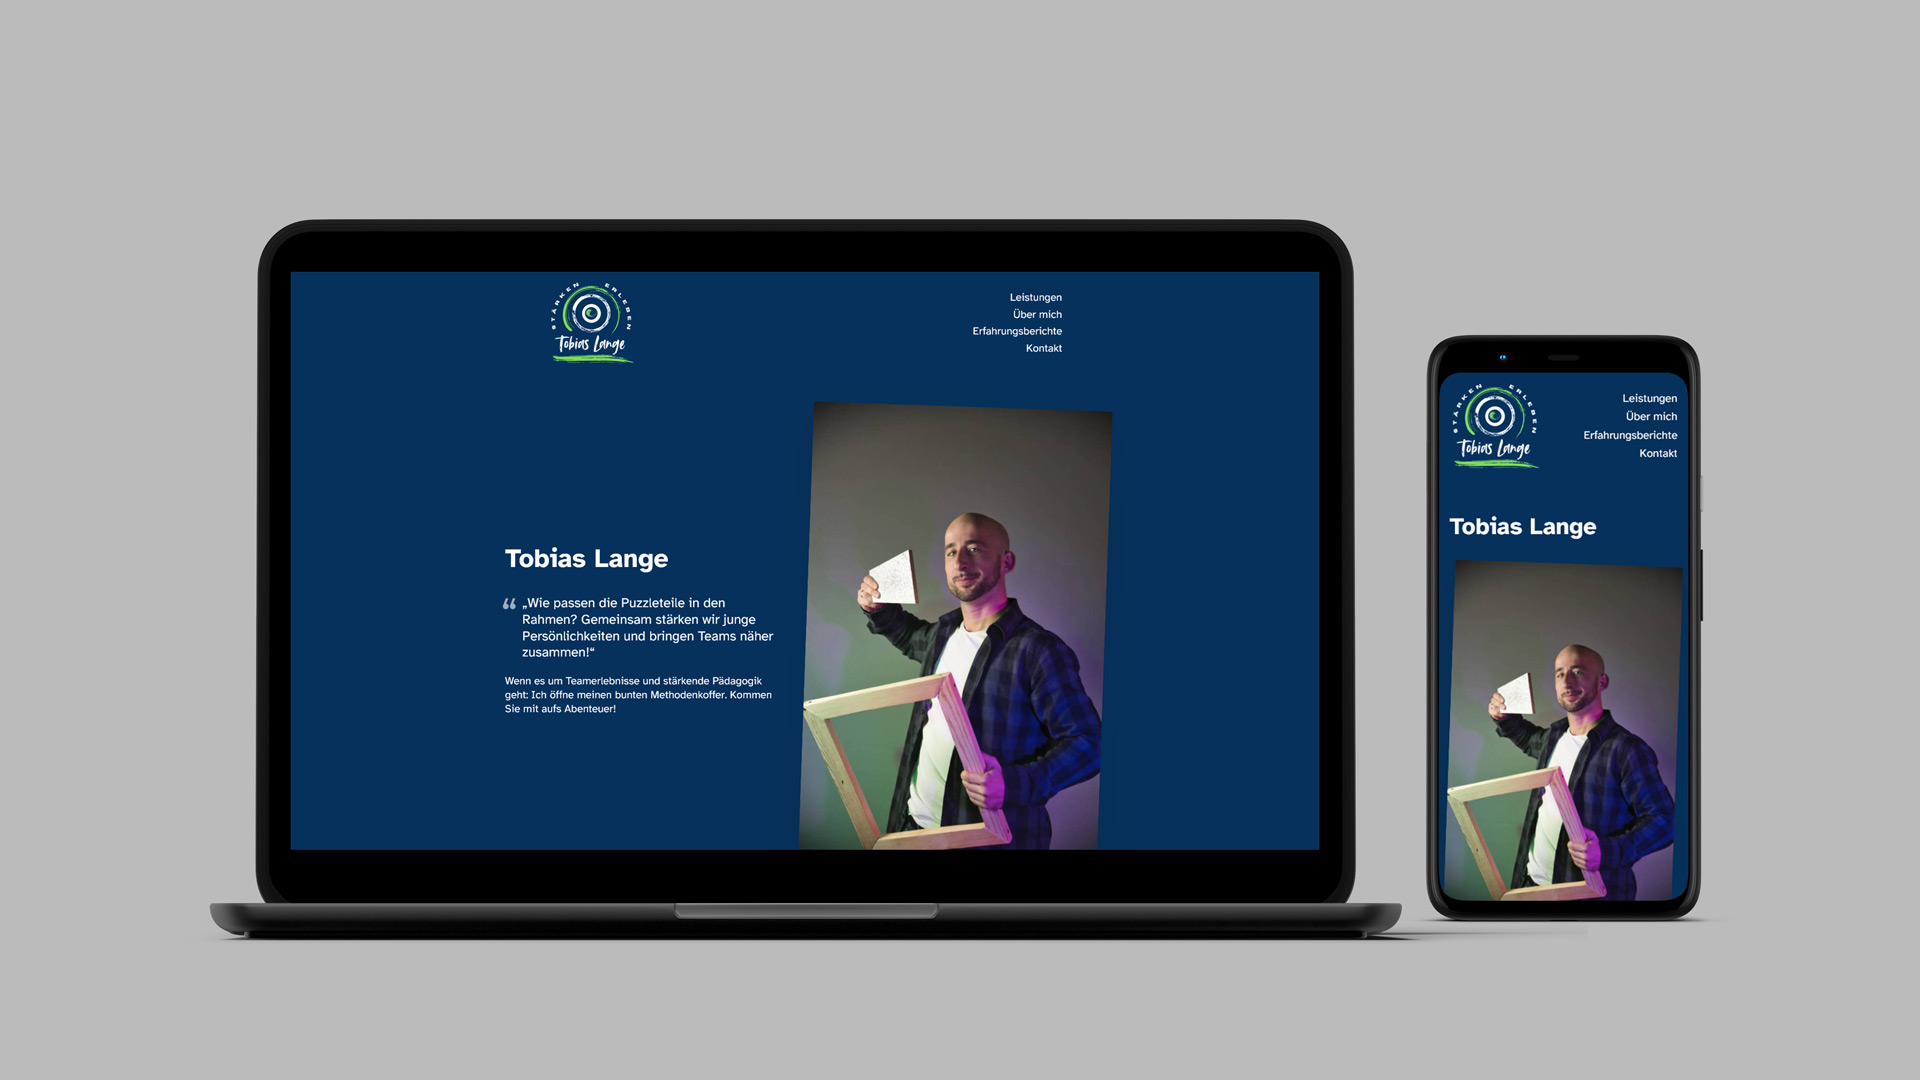 STÄRKEN ERLEBEN
Tobias Lange
Leistungen
Über mich
Erfahrungsberichte
Kontakt
Tobias Lange
“ „Wie passen die Puzzleteile in den
Rahmen? Gemeinsam stärken wir junge
Persönlichkeiten und bringen Teams näher
zusammen!“
Wenn es um Teamerlebnisse und stärkende Pädagogik
geht: Ich öffne meinen bunten Methodenkoffer. Kommen
Sie mit aufs Abenteuer!
STÄRKEN ERLEBEN
Tobias Lange
Leistungen
Über mich
Erfahrungsberichte
Kontakt
Tobias Lange